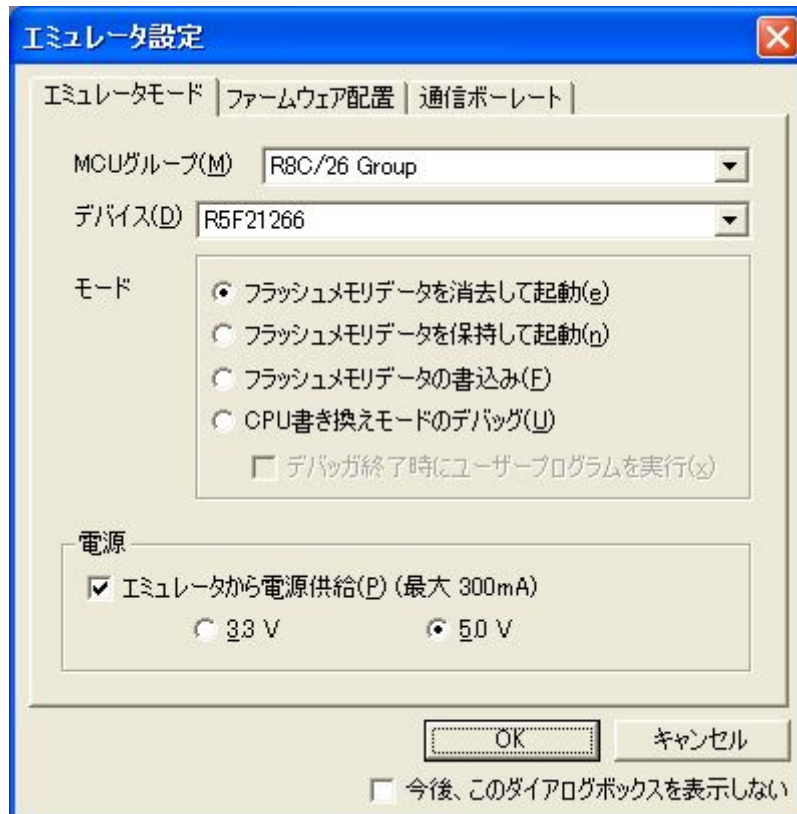 エミュレータ設定
エミュレータモード ファームウェア配置 通信ボーレート
MCUグループ(M) R8C/26 Group
デバイス(D) R5F21266
モード
フラッシュメモリデータを消去して起動(e)
フラッシュメモリデータを保持して起動(n)
フラッシュメモリデータの書込み(F)
CPU書き換えモードのデバッグ(U)
デバッガ終了時にユーザープログラムを実行(x)
電源
エミュレータから電源供給(P) (最大 300mA)
3.3 V 5.0 V
OK キャンセル
今後、このダイアログボックスを表示しない